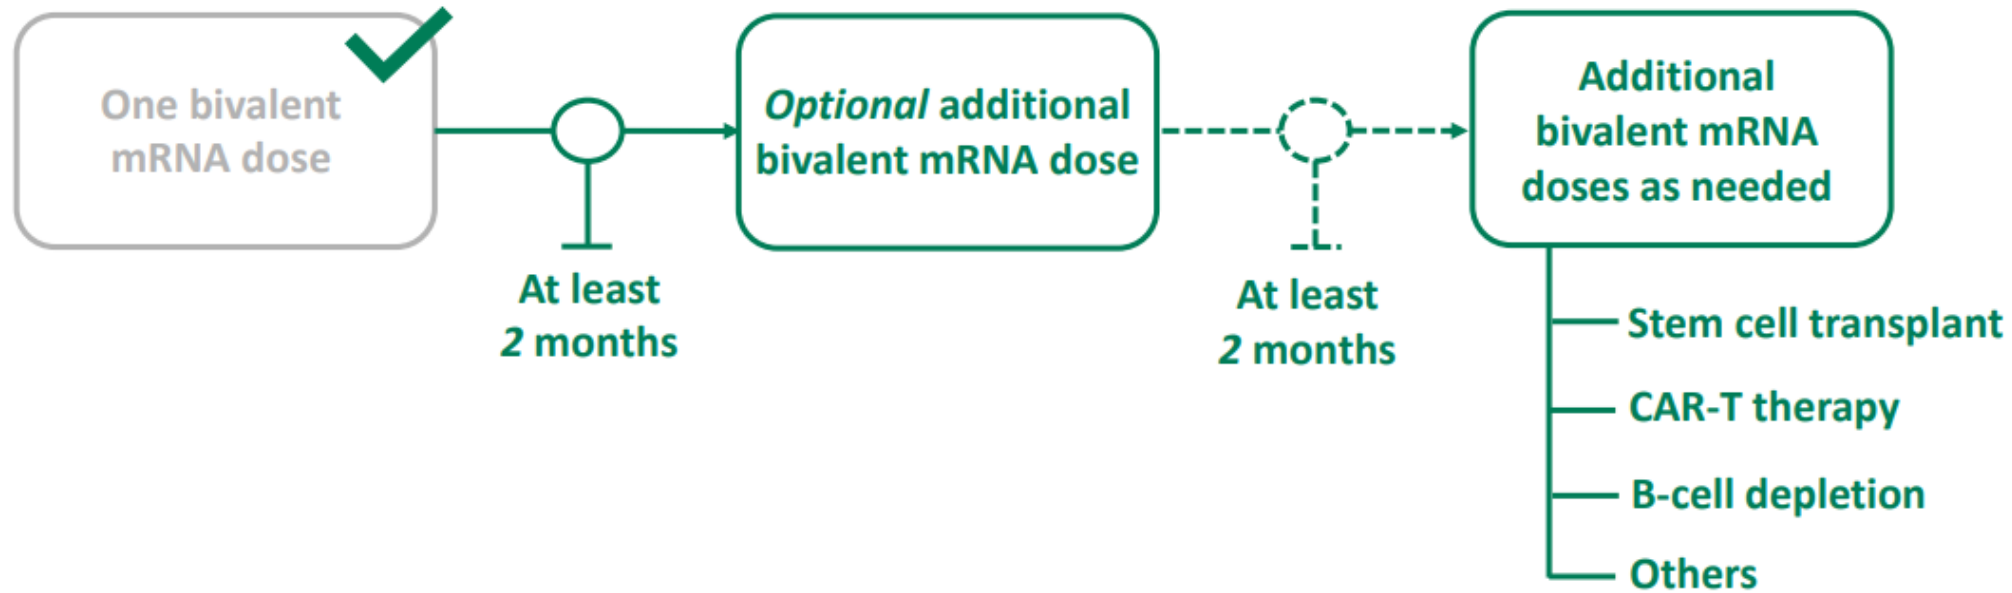 One bivalent
mRNA dose
At least
2 months
Optional additional
bivalent mRNA dose
At least
2 months
Additional
bivalent mRNA
doses as needed
Stem cell transplant
CAR-T therapy
B-cell depletion
Others